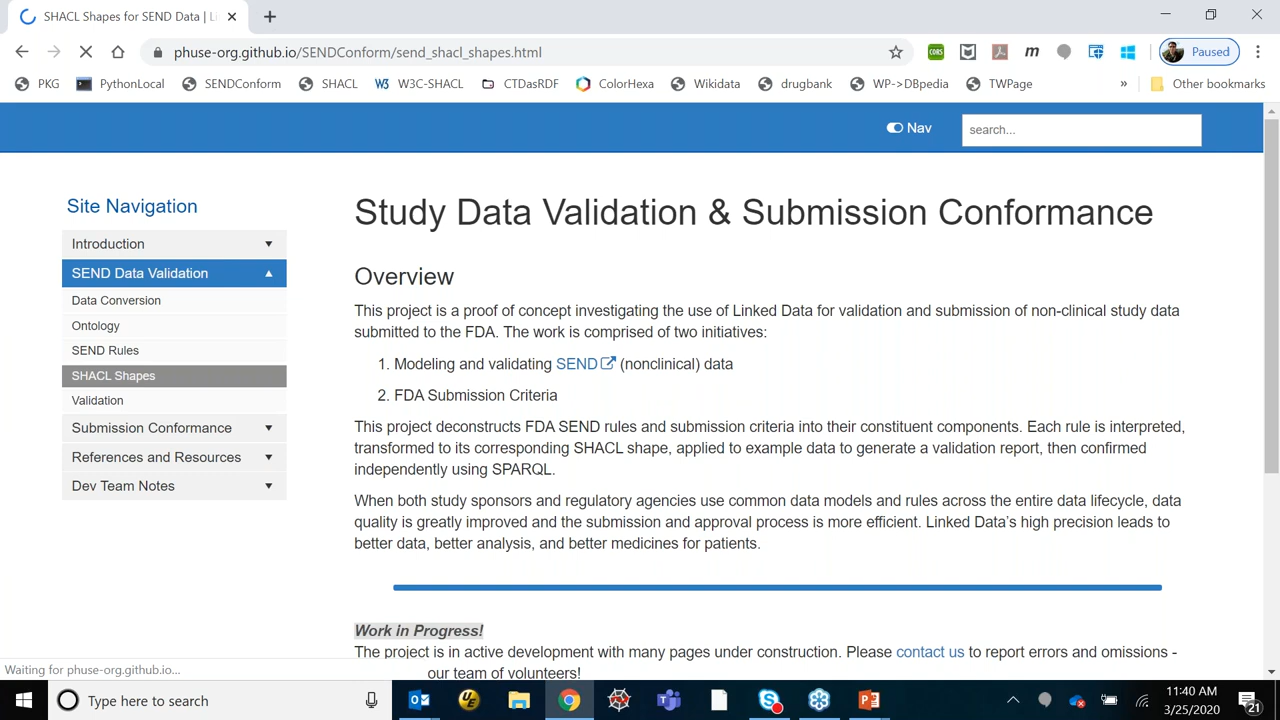 SHACL Shapes for SEND Data | Li
phuse-org.github.io/SENDConform/send_shacl_shapes.html
CORS
m
Paused
PKG
PythonLocal
SENDConform
SHACL
W3 W3C-SHACL
CTDasRDF
ColorHexa
Wikidata
drugbank
WP->DBpedia
TWPage
»
Other bookmarks
Nav
search...
Site Navigation
Introduction
SEND Data Validation
Data Conversion
Ontology
SEND Rules
SHACL Shapes
Validation
Submission Conformance
References and Resources
Dev Team Notes
Study Data Validation & Submission Conformance
Overview
This project is a proof of concept investigating the use of Linked Data for validation and submission of non-clinical study data
submitted to the FDA. The work is comprised of two initiatives:
1. Modeling and validating SEND (nonclinical) data
2. FDA Submission Criteria
This project deconstructs FDA SEND rules and submission criteria into their constituent components. Each rule is interpreted,
transformed to its corresponding SHACL shape, applied to example data to generate a validation report, then confirmed
independently using SPARQL.
When both study sponsors and regulatory agencies use common data models and rules across the entire data lifecycle, data
quality is greatly improved and the submission and approval process is more efficient. Linked Data's high precision leads to
better data, better analysis, and better medicines for patients.
Work in Progress!
The project is in active development with many pages under construction. Please contact us to report errors and omissions -
our team of volunteers!
Waiting for phuse-org.github.io...
Type here to search
UE
11:40 AM
3/25/2020
21